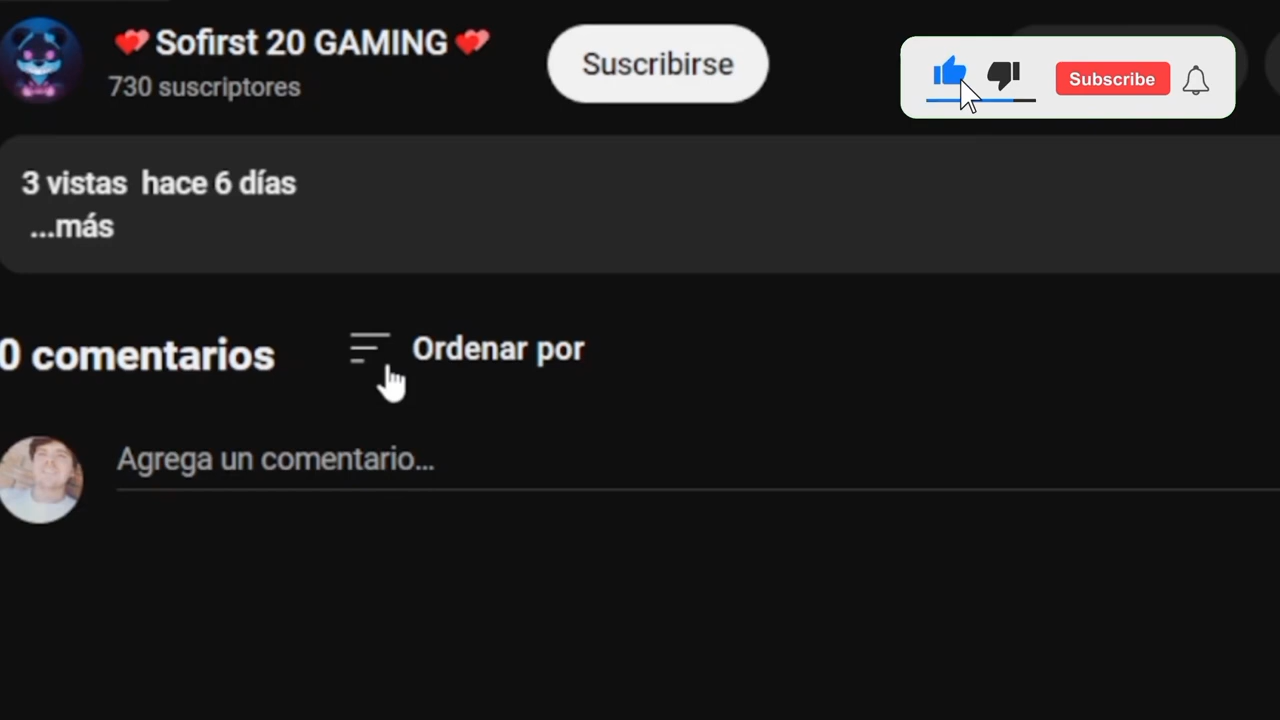 💕 Sofirst 20 GAMING 💕
730 suscriptores
Suscribirse
Subscribe
3 vistas hace 6 días
...más
0 comentarios
Ordenar por
Agrega un comentario...